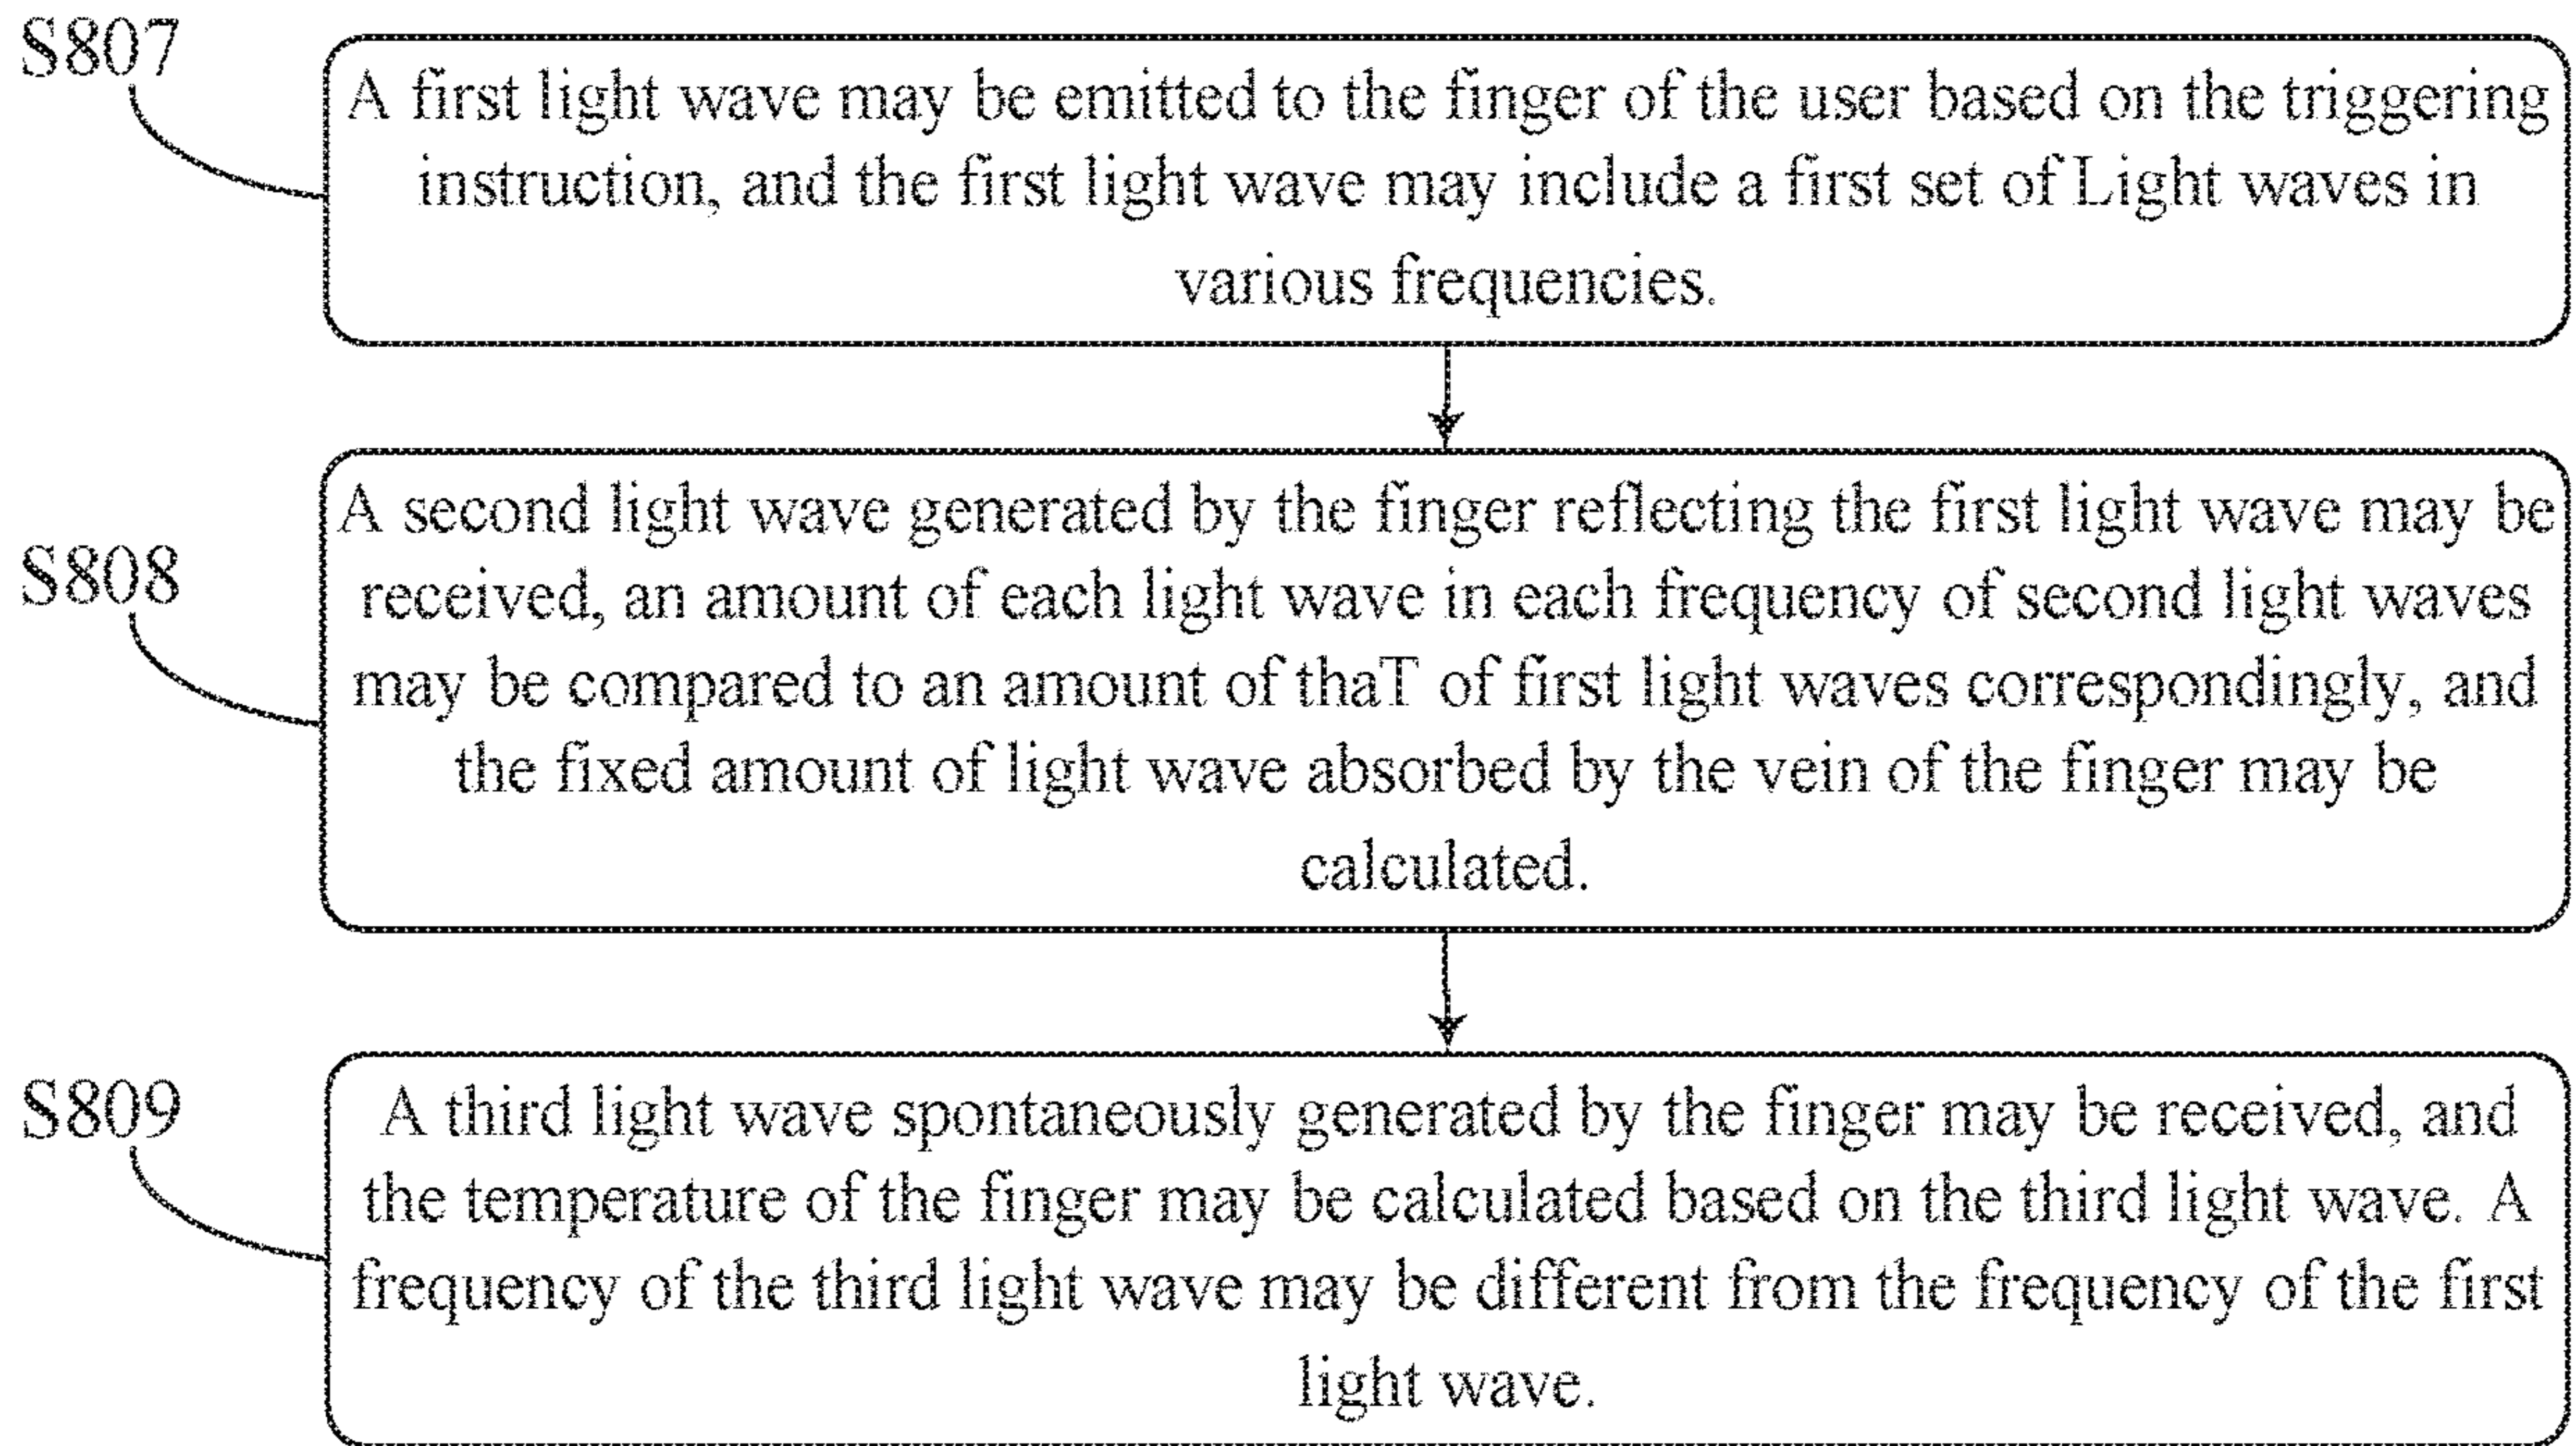 S807
A first light wave may be emitted to the finger of the user based on the triggering
instruction, and the first light wave may include a first set of Light waves in
various frequencies.
S808
A second light wave generated by the finger reflecting the first light wave may be
received, an amount of each light wave in each frequency of second light waves
may be compared to an amount of thaT of first light waves correspondingly, and
the fixed amount of light wave absorbed by the vein of the finger may be
calculated.
S809
A third light wave spontaneously generated by the finger may be received, and
the temperature of the finger may be calculated based on the third light wave. A
frequency of the third light wave may be different from the frequency of the first
light wave.